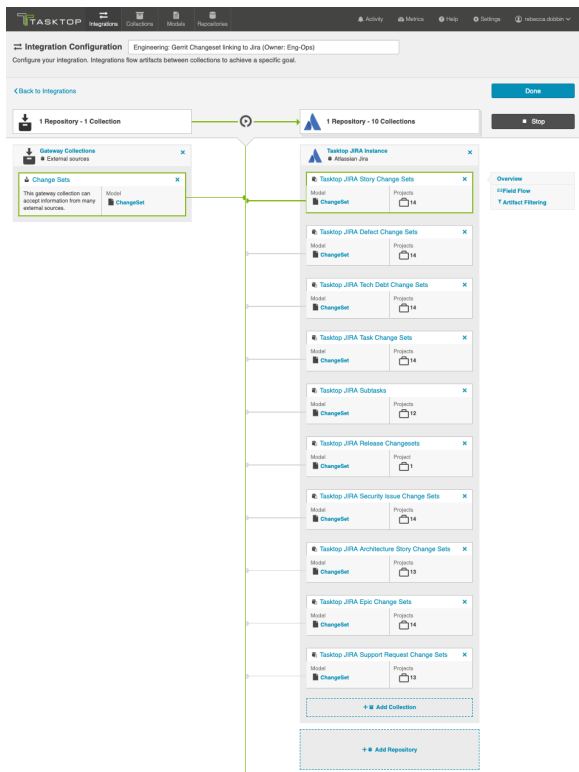 TASKTOP
Integrations
Collections
Models
Repositories
Activity
Metrics
Help
Settings
rebecca.dobbin
Integration Configuration
Engineering: Gerrit Changeset linking to Jira (Owner: Eng-Ops)
Configure your integration. Integrations flow artifacts between collections to achieve a specific goal.
Back to Integrations
Done
1 Repository - 1 Collection
1 Repository - 10 Collections
Stop
Gateway Collections
External sources
Change Sets
This gateway collection can
accept information from many
external sources.
Model
ChangeSet
Tasktop JIRA Instance
Atlassian Jira
Tasktop JIRA Story Change Sets
Model
Projects
ChangeSet
14
Overview
Field Flow
Artifact Filtering
Tasktop JIRA Defect Change Sets
Model
Projects
ChangeSet
14
Tasktop JIRA Tech Debt Change Sets
Model
Projects
ChangeSet
14
Tasktop JIRA Task Change Sets
Model
Projects
ChangeSet
14
Tasktop JIRA Subtasks
Model
Projects
ChangeSet
12
Tasktop JIRA Release Changesets
Model
Project
ChangeSet
1
Tasktop JIRA Security Issue Change Sets
Model
Projects
ChangeSet
14
Tasktop JIRA Architecture Story Change Sets
Model
Projects
ChangeSet
13
Tasktop JIRA Epic Change Sets
Model
Projects
ChangeSet
14
Tasktop JIRA Support Request Change Sets
Model
Projects
ChangeSet
13
+ Add Collection
+ Add Repository